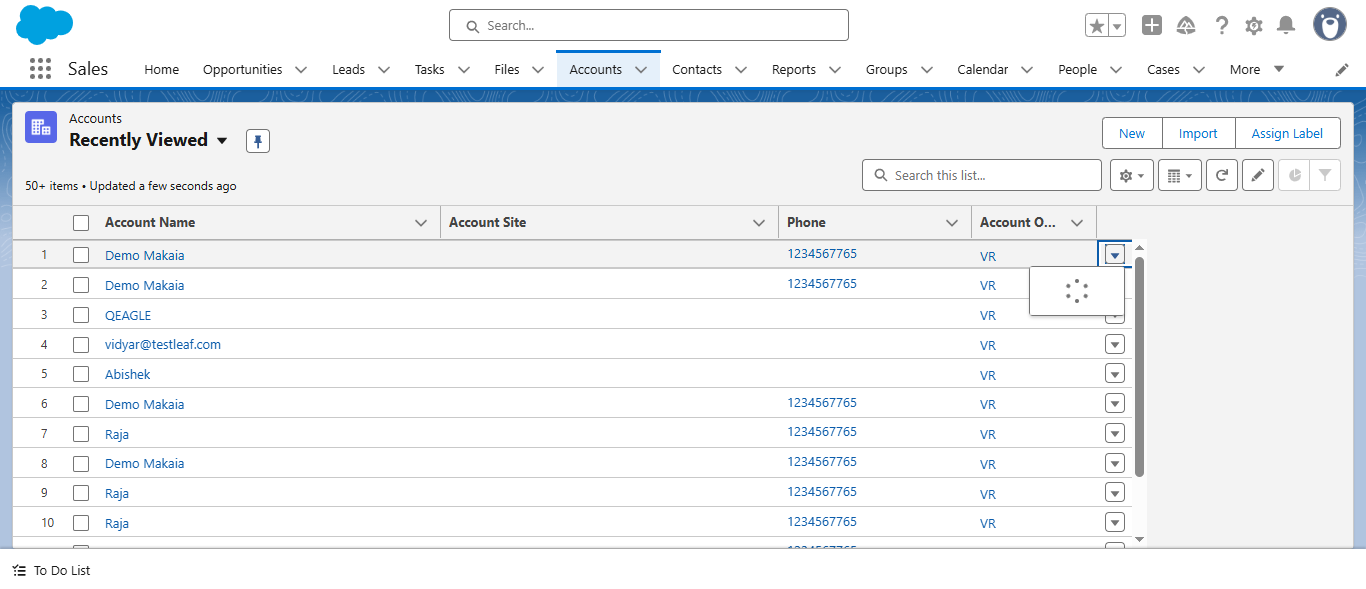 Search...
Sales Home Opportunities Leads Tasks Files Accounts Contacts Reports Groups Calendar People Cases More
Accounts
Recently Viewed
New Import Assign Label
50+ items • Updated a few seconds ago
Search this list...
Account Name Account Site Phone Account O...
1 Demo Makaia 1234567765 VR
2 Demo Makaia 1234567765 VR
3 QEAGLE VR
4 vidyar@testleaf.com VR
5 Abishek VR
6 Demo Makaia 1234567765 VR
7 Raja 1234567765 VR
8 Demo Makaia 1234567765 VR
9 Raja 1234567765 VR
10 Raja 1234567765 VR
To Do List